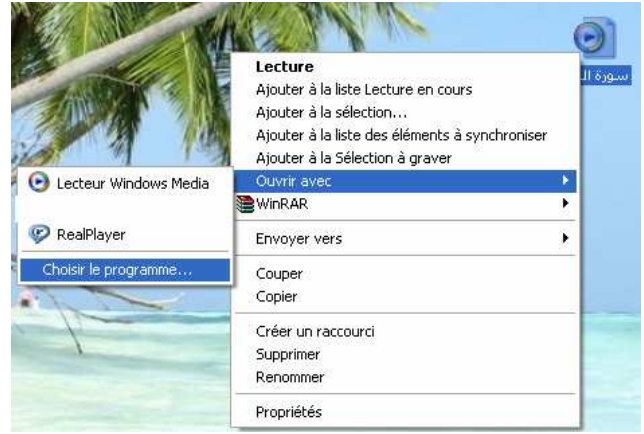 سورة
Lecture
Ajouter à la liste Lecture en cours
Ajouter à la sélection...
Ajouter à la liste des éléments à synchroniser
Ajouter à la Sélection à graver
Ouvrir avec
WinRAR
Envoyer vers
Couper
Copier
Créer un raccourci
Supprimer
Renommer
Propriétés
Lecteur Windows Media
RealPlayer
Choisir le programme...